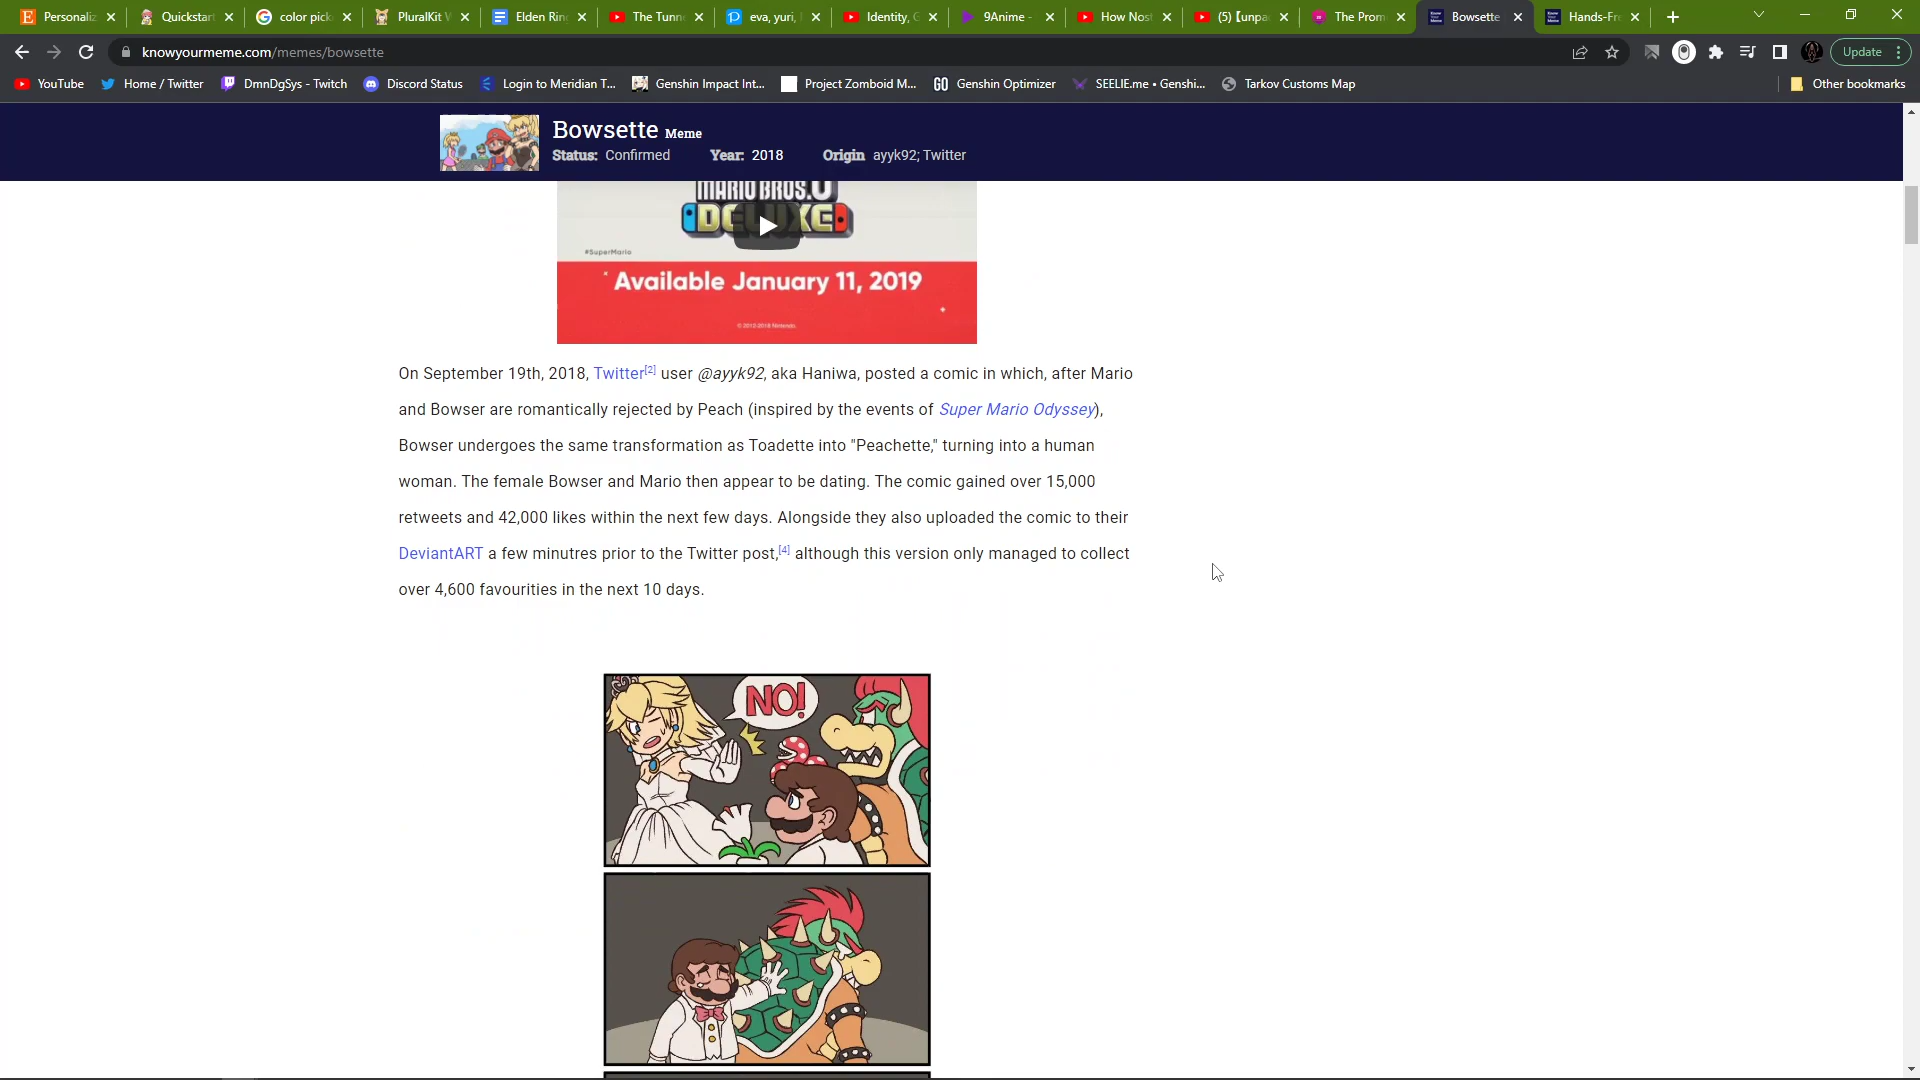 Personaliz
Quickstart
color pick
PluralKit W
Elden Rin
The Tunn
eva, yuri,
Identity, G
9Anime -
How Nos
(5)【unpa
The Prom
Bowsette
Hands-Fr
knowyourmeme.com/memes/bowsette
Update
YouTube
Home / Twitter
DmnDgSys - Twitch
Discord Status
Login to Meridian T...
Genshin Impact Int...
Project Zomboid M...
GO
Genshin Optimizer
SEELIE.me • Genshi...
Tarkov Customs Map
Other bookmarks
Bowsette Meme
Status: Confirmed Year: 2018 Origin ayyk92; Twitter
MARIO BROS.U
DELUXE
#SuperMario
Available January 11, 2019
© 2012-2018 Nintendo.
On September 19th, 2018, Twitter[2] user @ayyk92, aka Haniwa, posted a comic in which, after Mario
and Bowser are romantically rejected by Peach (inspired by the events of Super Mario Odyssey),
Bowser undergoes the same transformation as Toadette into "Peachette," turning into a human
woman. The female Bowser and Mario then appear to be dating. The comic gained over 15,000
retweets and 42,000 likes within the next few days. Alongside they also uploaded the comic to their
DeviantART a few minutres prior to the Twitter post,[4] although this version only managed to collect
over 4,600 favourities in the next 10 days.
NO!